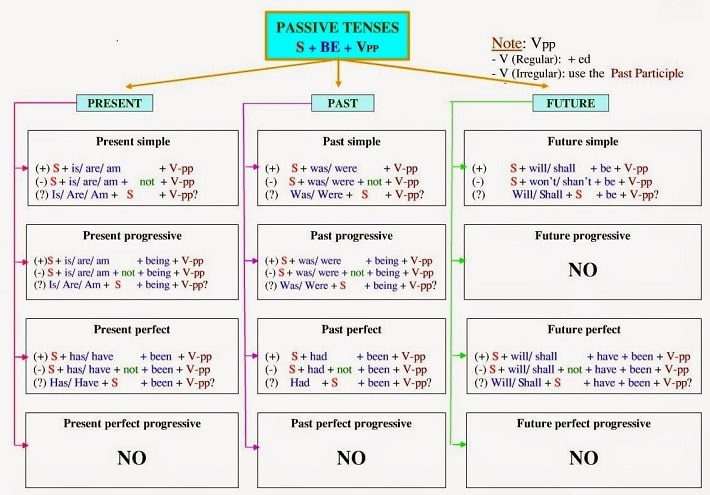 PASSIVE TENSES
S + BE + VPP
Note: Vpp
- V (Regular): + ed
- V (Irregular): use the Past Participle
PRESENT
PAST
FUTURE
Present simple
(+) S + is/ are/ am + V-pp
(-) S + is/ are/ am + not + V-pp
(?) Is/ Are/ Am + S + V-pp?
Past simple
(+) S + was/ were + V-pp
(-) S + was/ were + not + V-pp
(?) Was/ Were + S + V-pp?
Future simple
(+) S + will/ shall + be + V-pp
(-) S + won't/ shan't + be + V-pp
(?) Will/ Shall + S + be + V-pp?
Present progressive
(+)S + is/ are/ am + being + V-pp
(-) S + is/ are/ am + not + being + V-pp
(?) Is/ Are/ Am + S + being + V-pp?
Past progressive
(+) S + was/ were + being + V-pp
(-) S + was/ were + not + being + V-pp
(?) Was/ Were + S + being + V-pp?
Future progressive
NO
Present perfect
(+) S + has/ have + been + V-pp
(-) S + has/ have + not + been + V-pp
(?) Has/ Have + S + been + V-pp?
Past perfect
(+) S + had + been + V-pp
(-) S + had + not + been + V-pp
(?) Had + S + been + V-pp?
Future perfect
(+) S + will/ shall + have + been + V-pp
(-) S + will/ shall + not + have + been + V-pp
(?) Will/ Shall + S + have + been + V-pp?
Present perfect progressive
NO
Past perfect progressive
NO
Future perfect progressive
NO